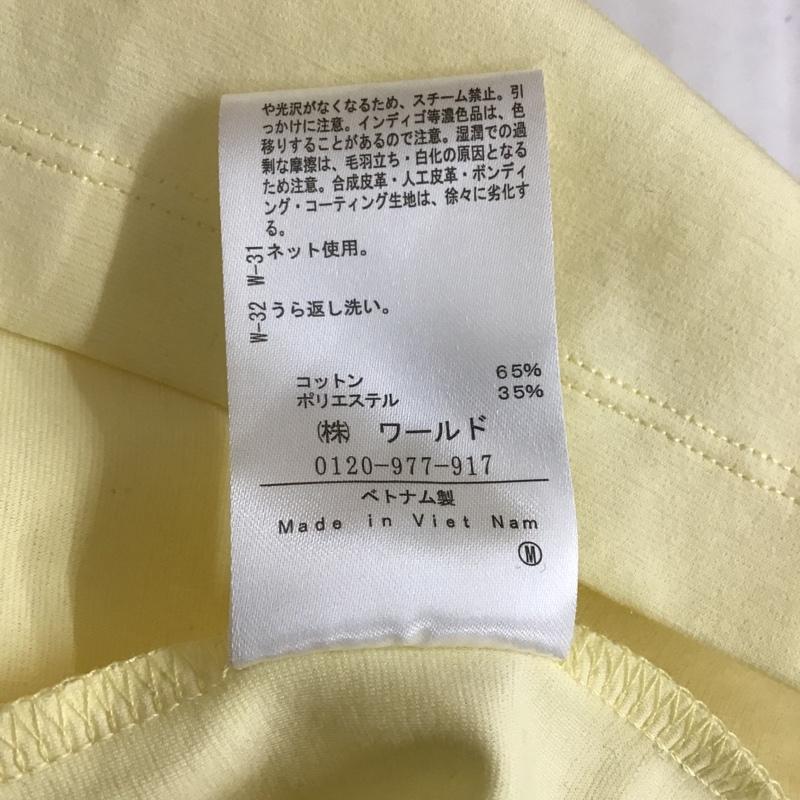 や光沢がなくなるため、スチーム禁止。引
っかけに注意。インディゴ等濃色品は、色
移りすることがあるので注意。湿潤での過
剰な摩擦は、毛羽立ち・白化の原因となる
ため注意。合成皮革・人工皮革・ボンディ
ング・コーティング生地は、徐々に劣化す
る。
W-31 ネット使用。
W-32 うら返し洗い。
コットン 65%
ポリエステル 35%
㈱ ワールド
0120-977-917
ベトナム製
Made in Viet Nam
Ⓜ